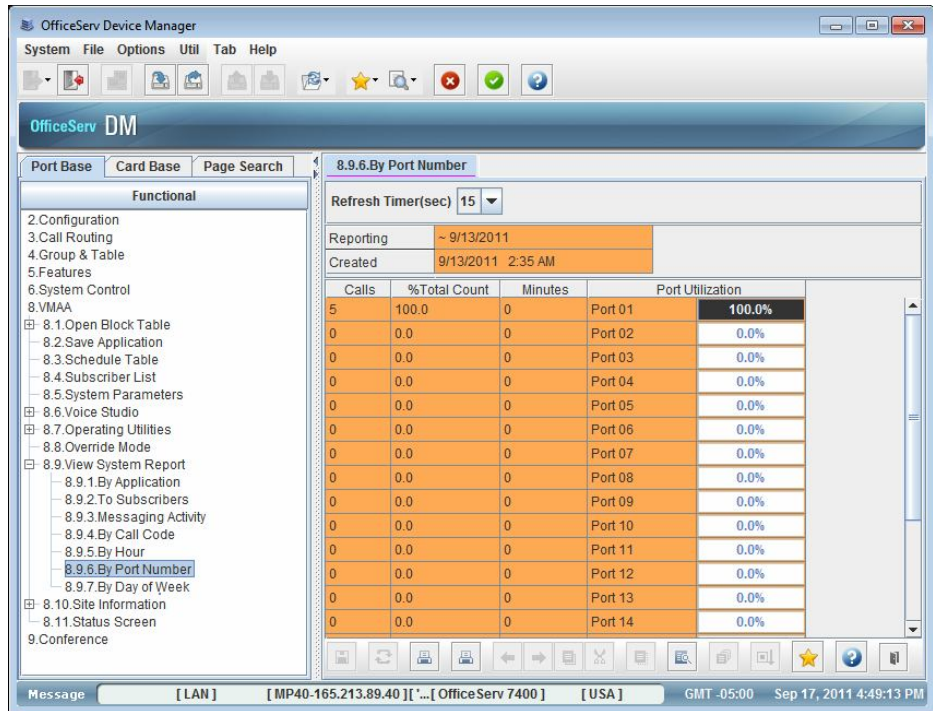 OfficeServ Device Manager
System File Options Util Tab Help
OfficeServ DM
Port Base Card Base Page Search
Functional
2.Configuration
3.Call Routing
4.Group & Table
5.Features
6.System Control
8.VMAA
8.1.Open Block Table
8.2.Save Application
8.3.Schedule Table
8.4.Subscriber List
8.5.System Parameters
8.6.Voice Studio
8.7.Operating Utilities
8.8.Override Mode
8.9.View System Report
8.9.1.By Application
8.9.2.To Subscribers
8.9.3.Messaging Activity
8.9.4.By Call Code
8.9.5.By Hour
8.9.6.By Port Number
8.9.7.By Day of Week
8.10.Site Information
8.11.Status Screen
9.Conference
8.9.6.By Port Number
Refresh Timer(sec) 15
Reporting ~ 9/13/2011
Created 9/13/2011 2:35 AM
Calls %Total Count Minutes Port Utilization
5 100.0 0 Port 01 100.0%
0 0.0 0 Port 02 0.0%
0 0.0 0 Port 03 0.0%
0 0.0 0 Port 04 0.0%
0 0.0 0 Port 05 0.0%
0 0.0 0 Port 06 0.0%
0 0.0 0 Port 07 0.0%
0 0.0 0 Port 08 0.0%
0 0.0 0 Port 09 0.0%
0 0.0 0 Port 10 0.0%
0 0.0 0 Port 11 0.0%
0 0.0 0 Port 12 0.0%
0 0.0 0 Port 13 0.0%
0 0.0 0 Port 14 0.0%
Message [LAN] [MP40-165.213.89.40 ][ '...[ OfficeServ 7400 ] [USA] GMT -05:00 Sep 17, 2011 4:49:13 PM